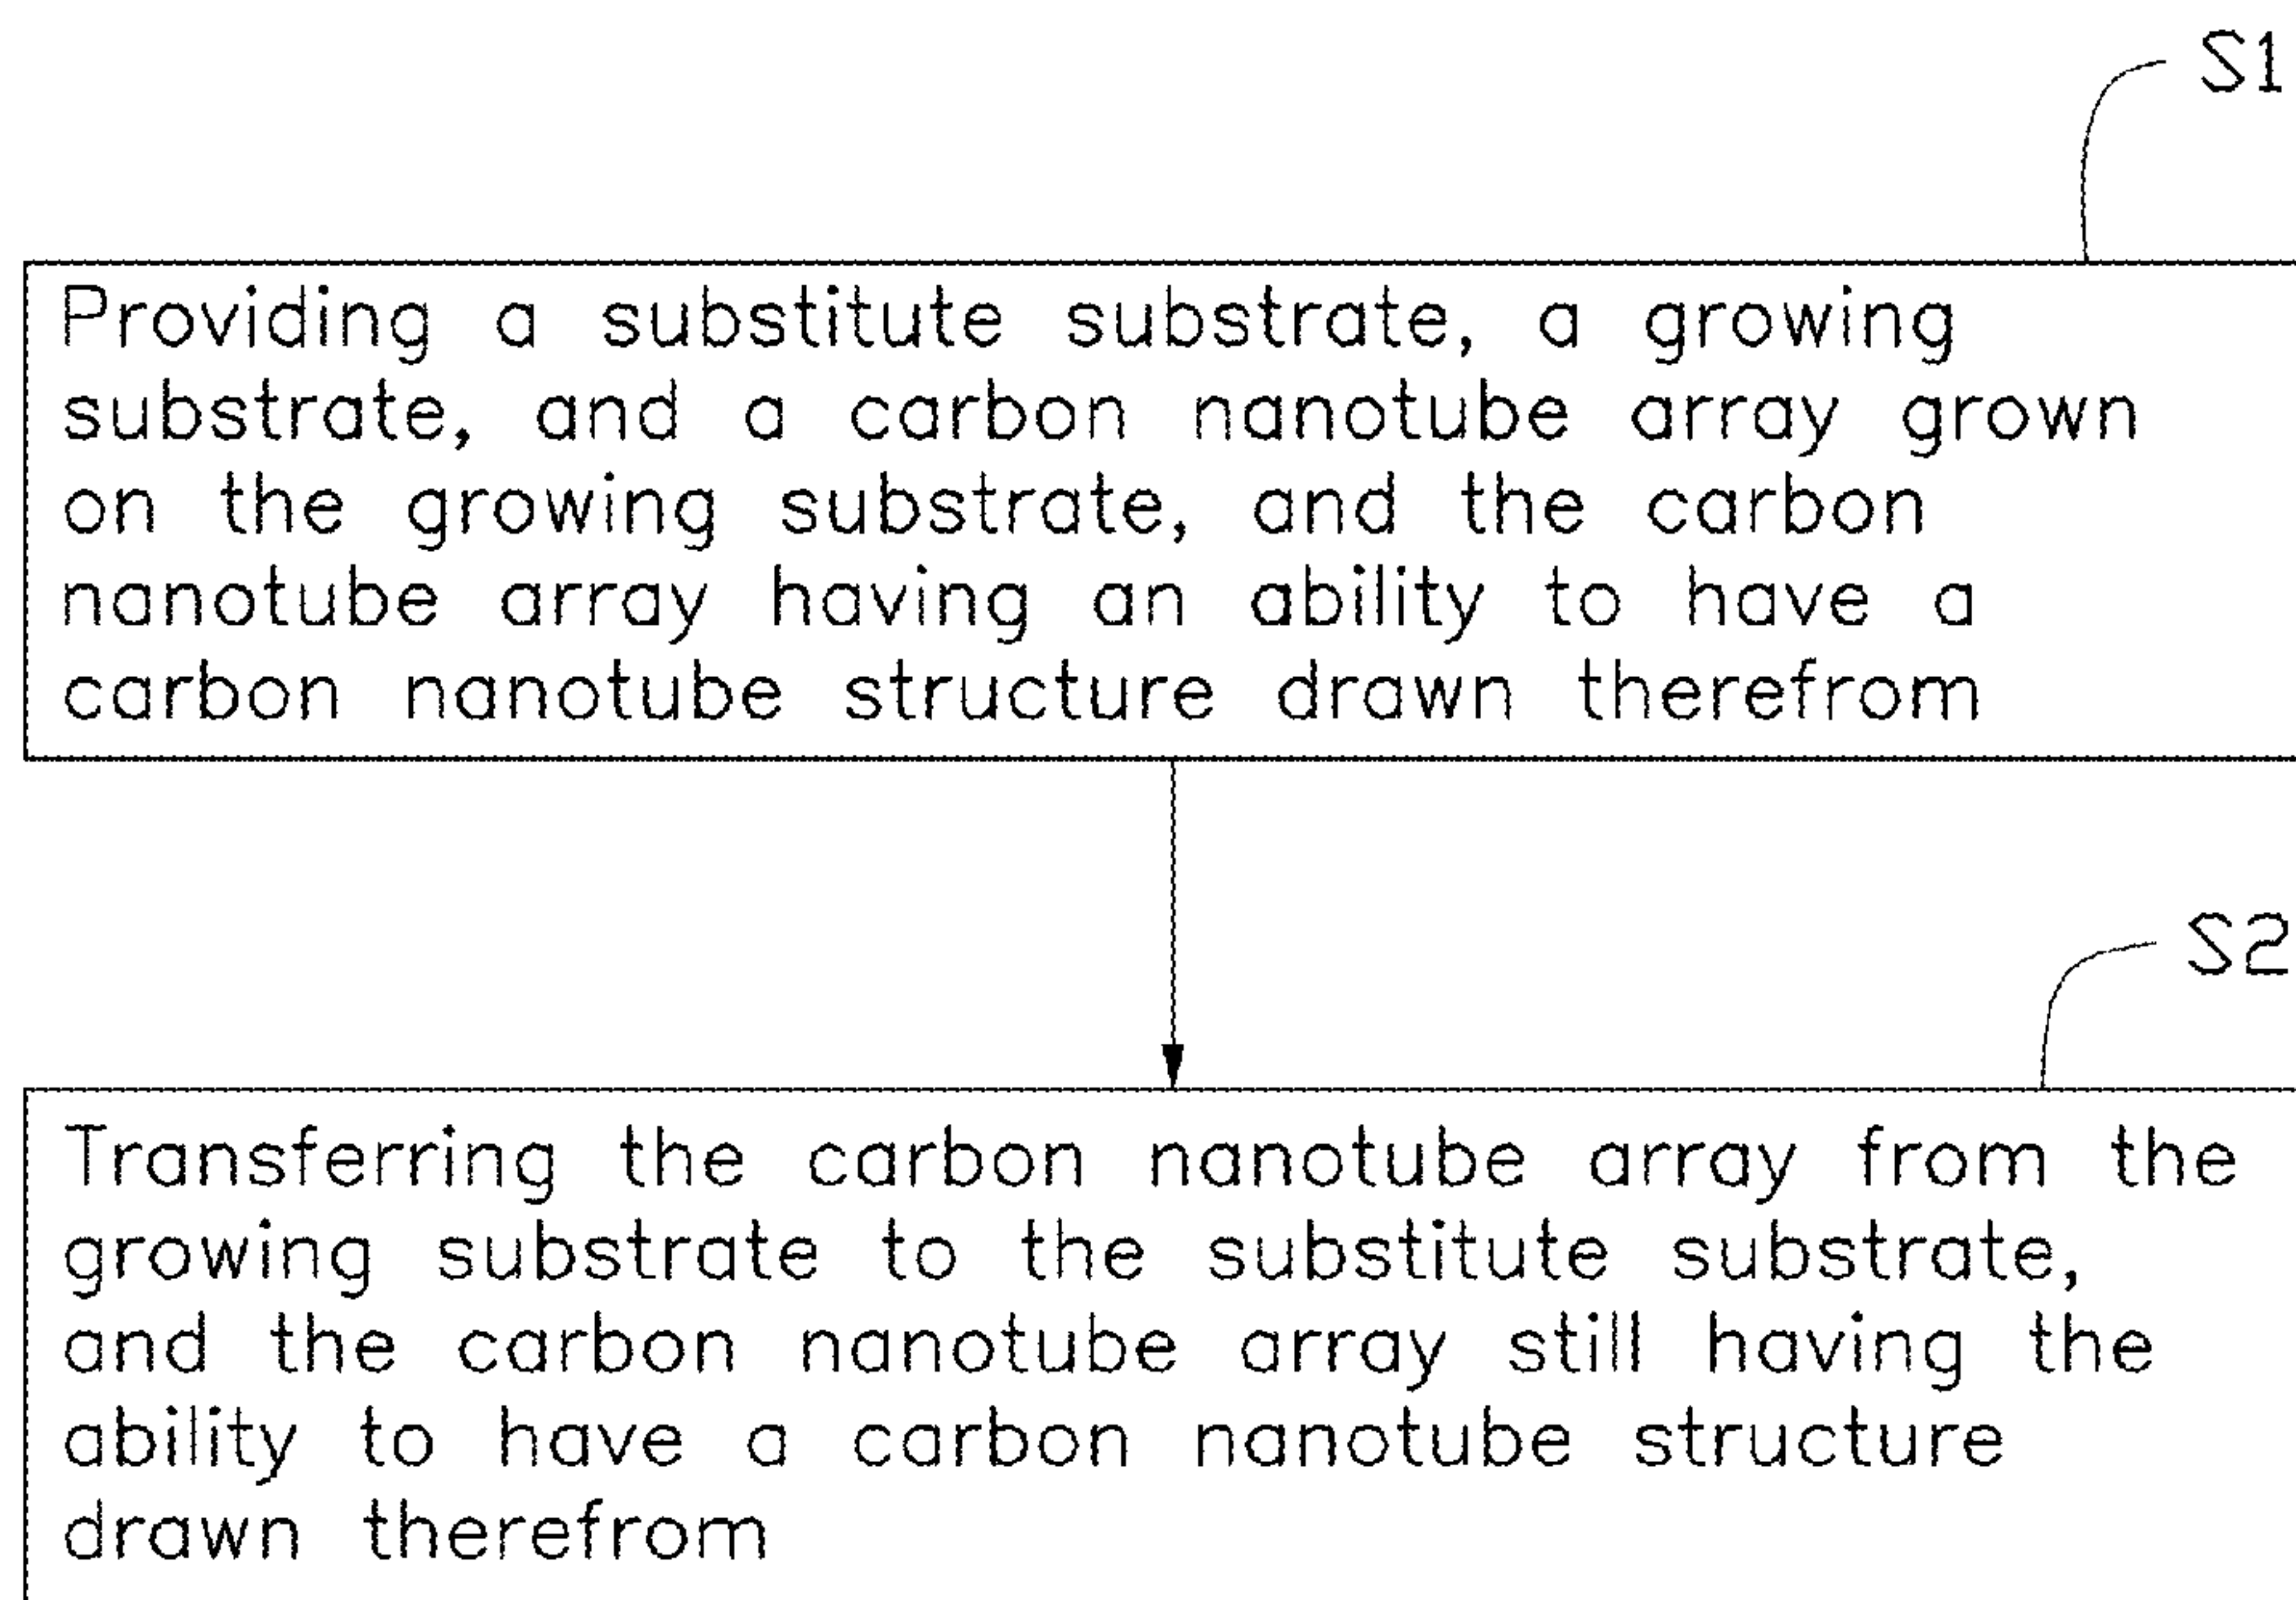 S1
Providing a substitute substrate, a growing
substrate, and a carbon nanotube array grown
on the growing substrate, and the carbon
nanotube array having an ability to have a
carbon nanotube structure drawn therefrom
S2
Transferring the carbon nanotube array from the
growing substrate to the substitute substrate,
and the carbon nanotube array still having the
ability to have a carbon nanotube structure
drawn therefrom